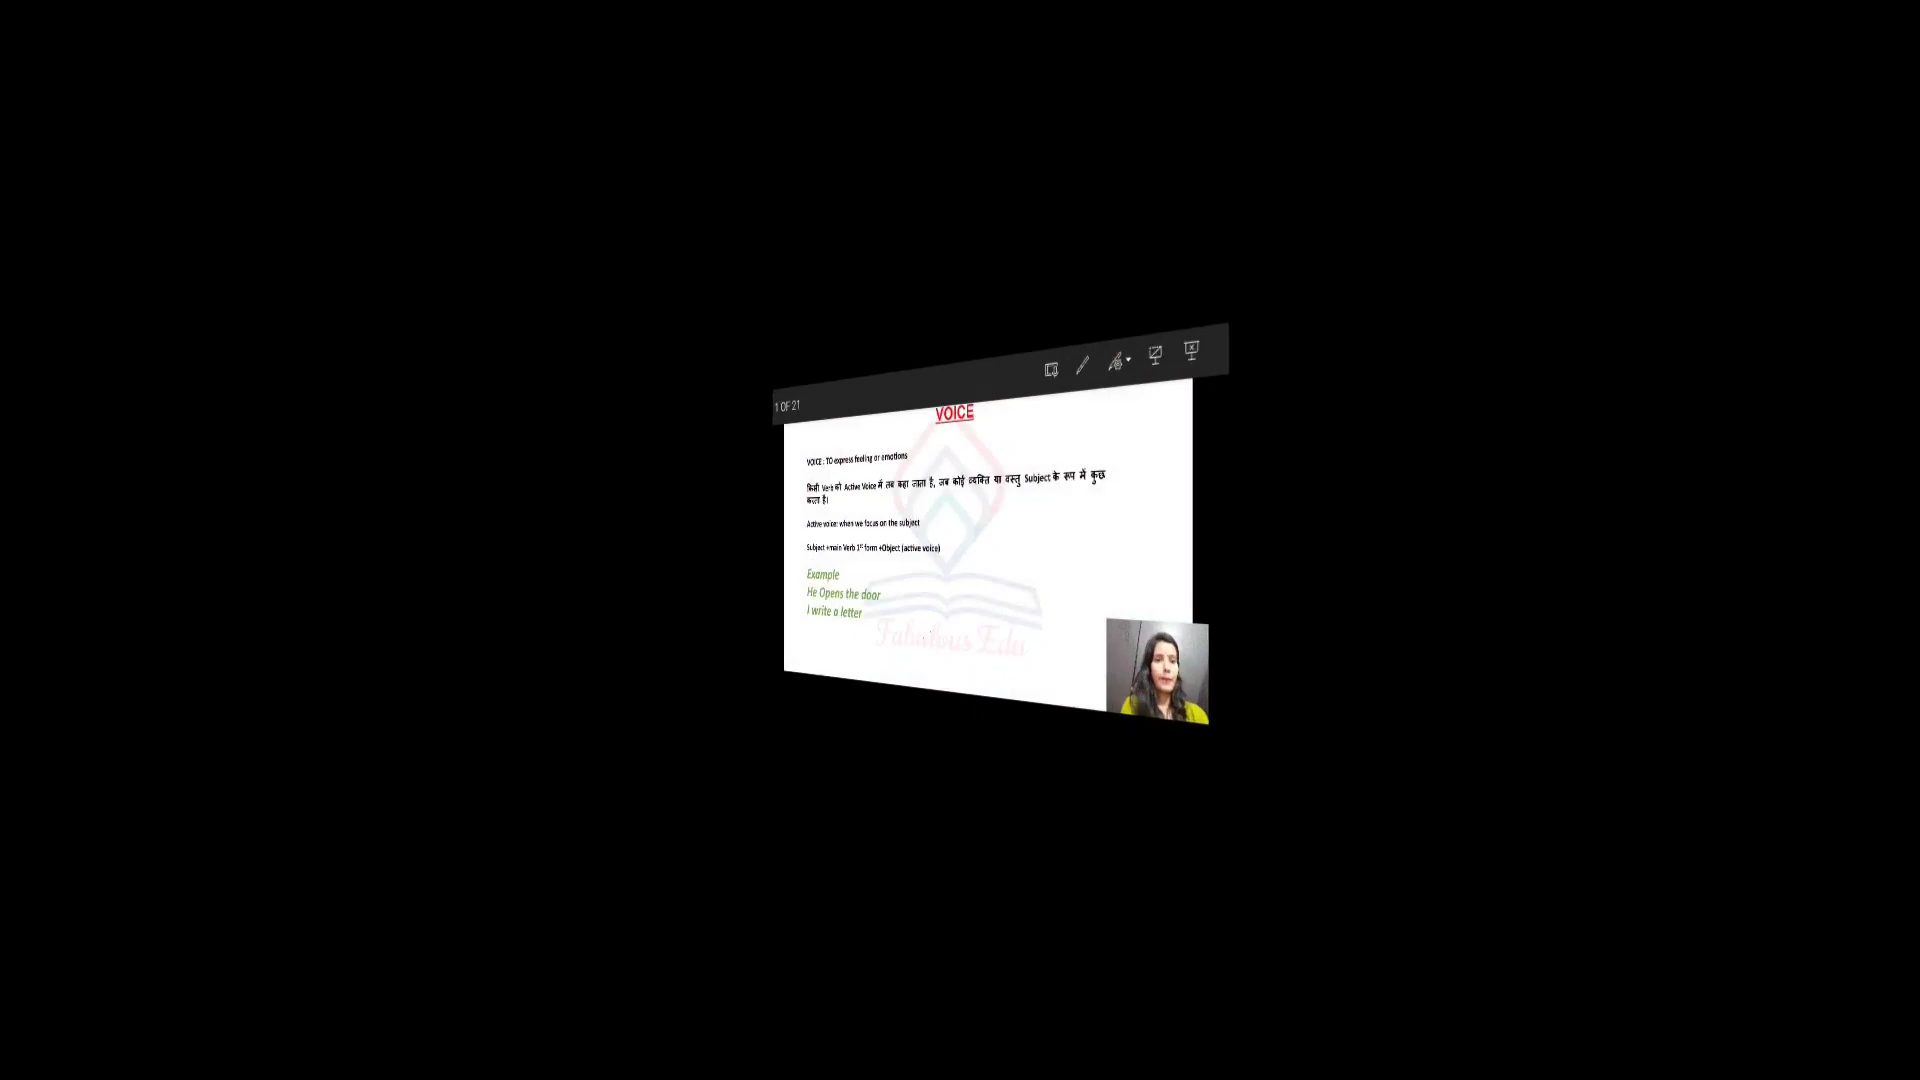 1 OF 21
VOICE
VOICE : TO express feeling or emotions
किसी Verb को Active Voice में तब कहा जाता है, जब कोई व्यक्ति या वस्तु Subject के रूप में कुछ
करता है।
Active voice: when we focus on the subject
Subject +main Verb 1st form +Object (active voice)
Example
He Opens the door
I write a letter
Fabulous Edu